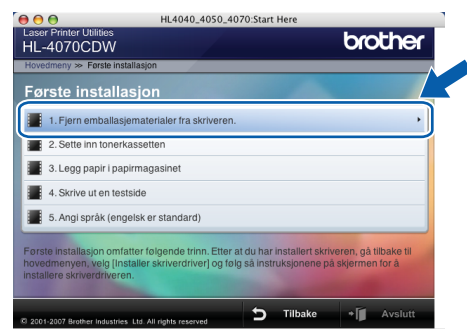 HL4040_4050_4070:Start Here
Laser Printer Utilities
HL-4070CDW
brother
Hovedmeny ≫ Første installasjon
Første installasjon
1. Fjern emballasjematerialer fra skriveren.
2. Sette inn tonerkassetten
3. Legg papir i papirmagasinet
4. Skrive ut en testside
5. Angi språk (engelsk er standard)
Første installasjon omfatter følgende trinn. Etter at du har installert skriveren, gå tilbake til
hovedmenyen, velg [Installer skriverdriver] og følg så instruksjonene på skjermen for å
installere skriverdriveren.
© 2001-2007 Brother Industries Ltd. All rights reserved
Tilbake
Avslutt